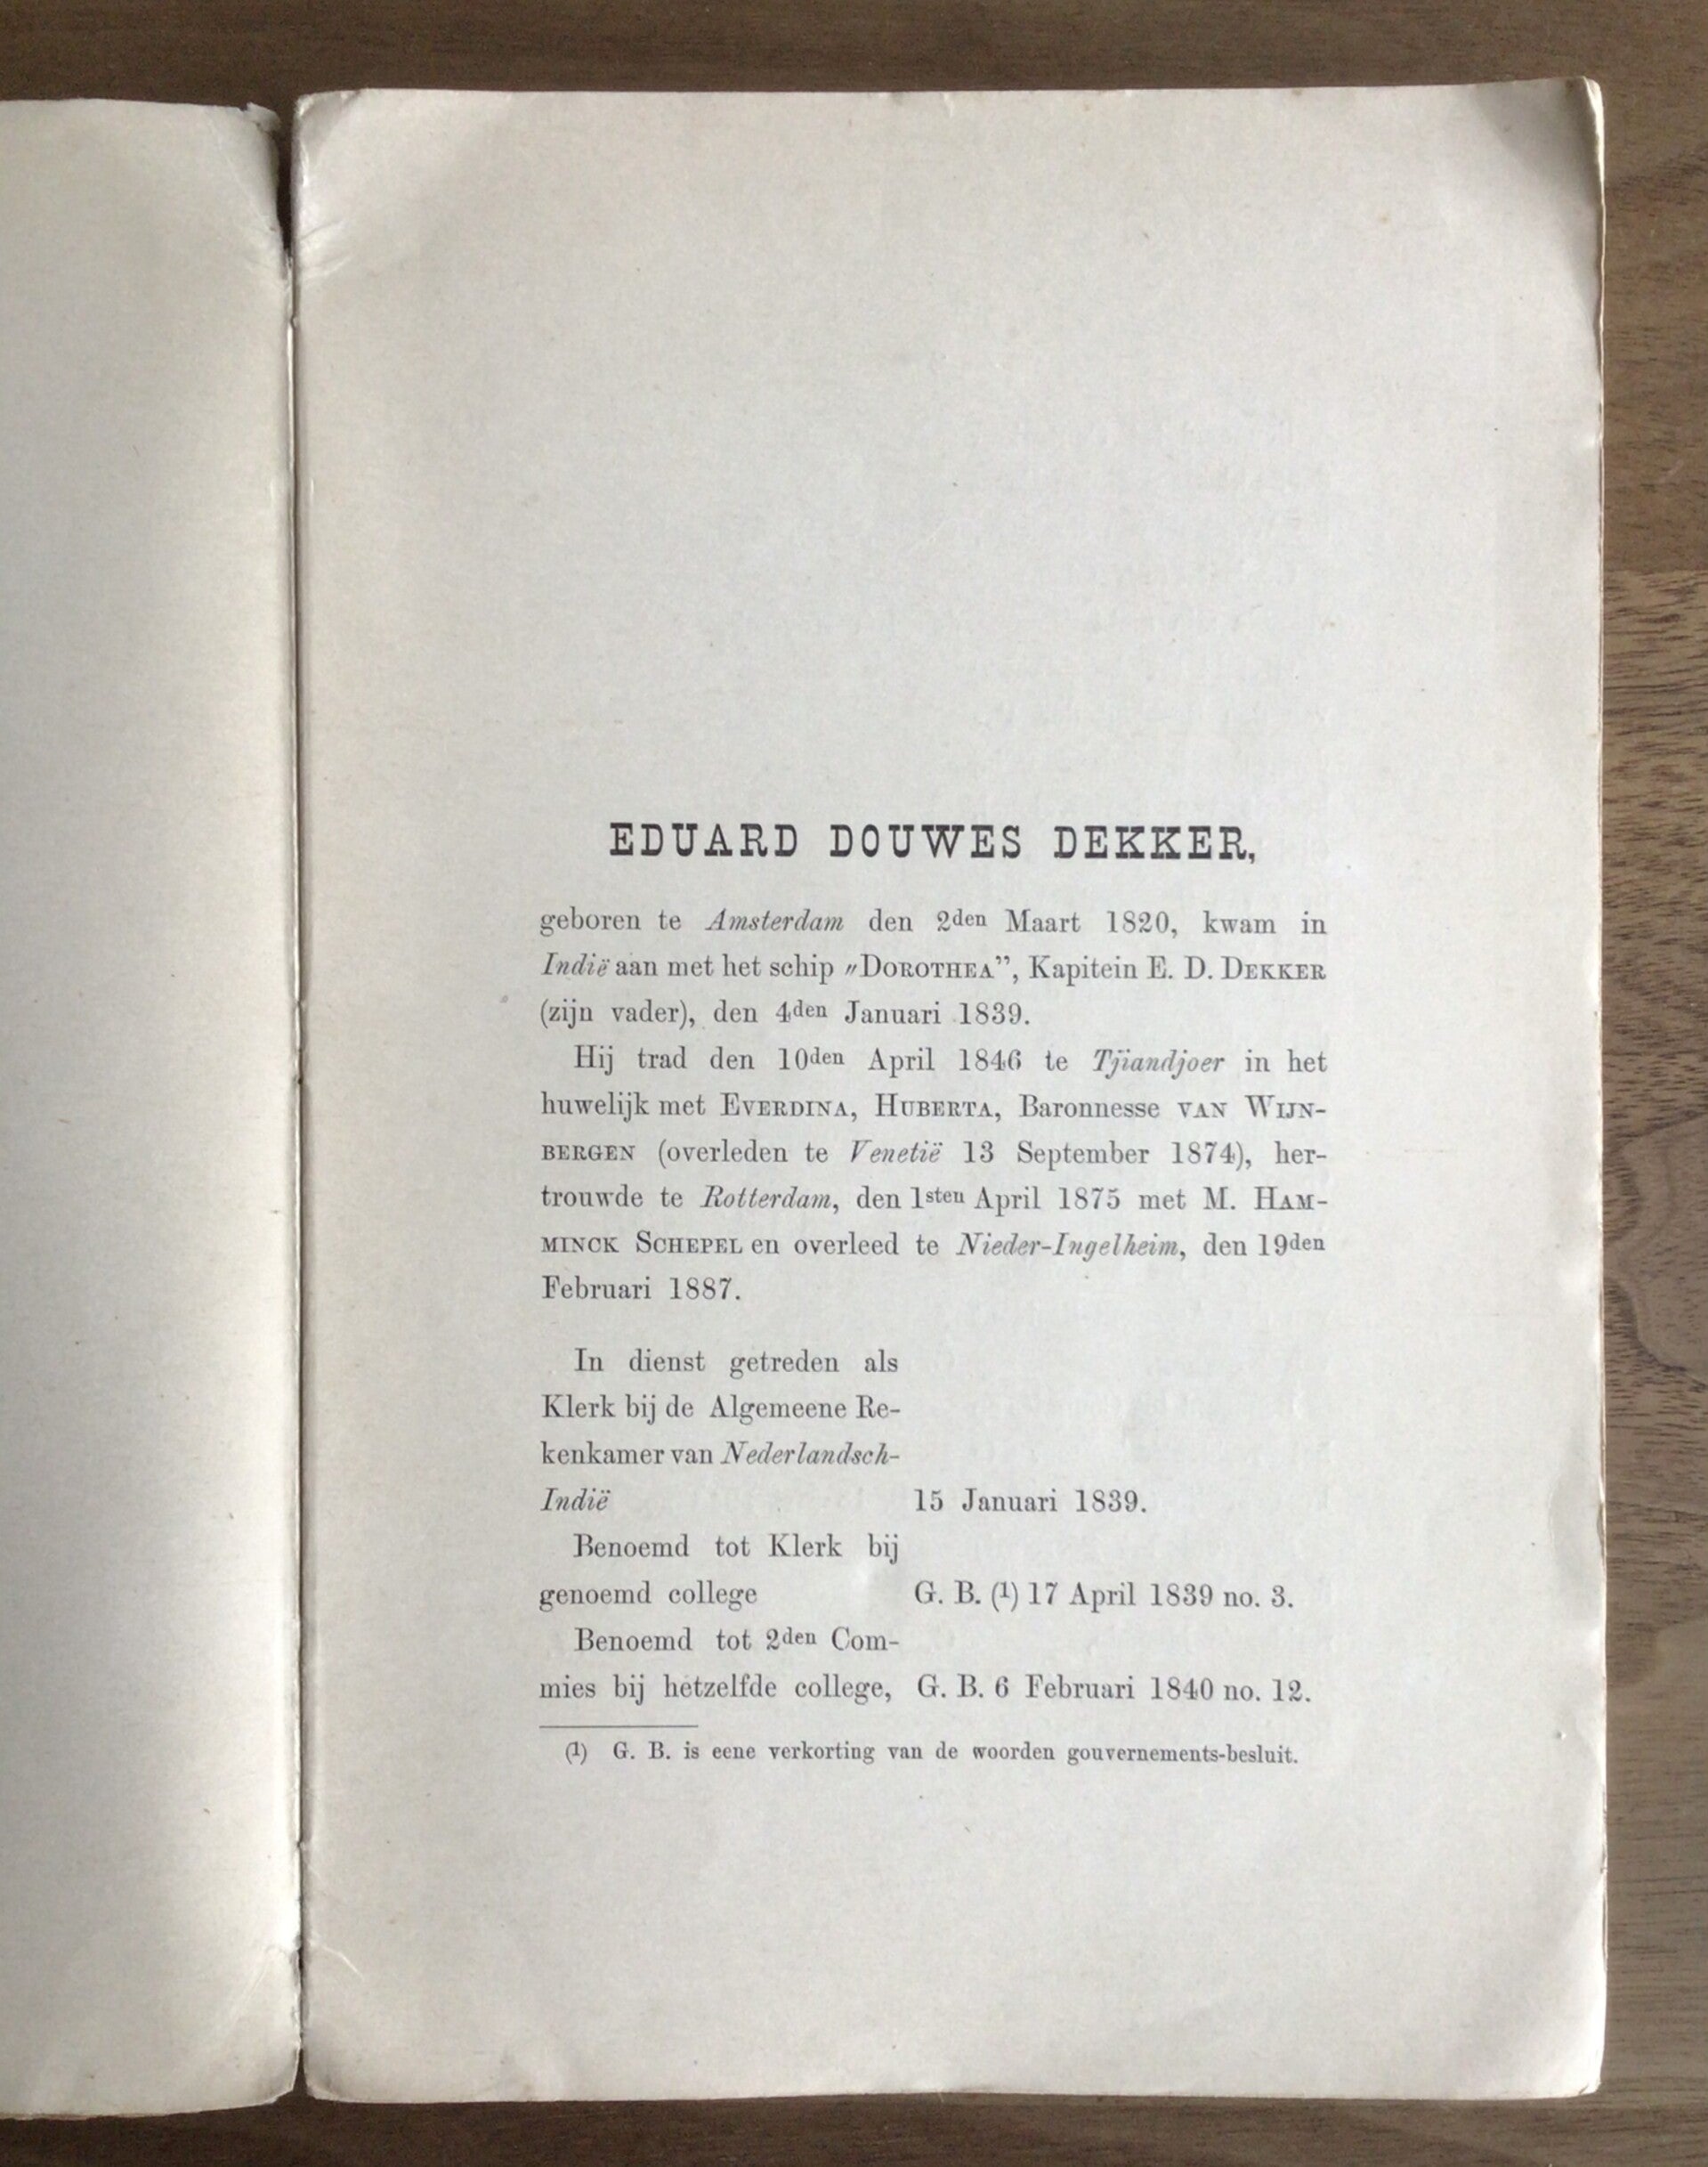 EDUARD DOUWES DEKKER,
geboren te Amsterdam den 2den Maart 1820, kwam in
Indië aan met het schip „DOROTHEA”, Kapitein E. D. DEKKER
(zijn vader), den 4den Januari 1839.
Hij trad den 10den April 1846 te Tjiandjoer in het
huwelijk met EVERDINA, HUBERTA, Baronnesse VAN WIJN-
BERGEN (overleden te Venetië 13 September 1874), her-
trouwde te Rotterdam, den 1sten April 1875 met M. HAM-
MINCK SCHEPEL en overleed te Nieder-Ingelheim, den 19den
Februari 1887.
In dienst getreden als
Klerk bij de Algemeene Re-
kenkamer van Nederlandsch-
Indië 15 Januari 1839.
Benoemd tot Klerk bij
genoemd college G. B. (1) 17 April 1839 no. 3.
Benoemd tot 2den Com-
mies bij hetzelfde college, G. B. 6 Februari 1840 no. 12.
(1) G. B. is eene verkorting van de woorden gouvernements-besluit.